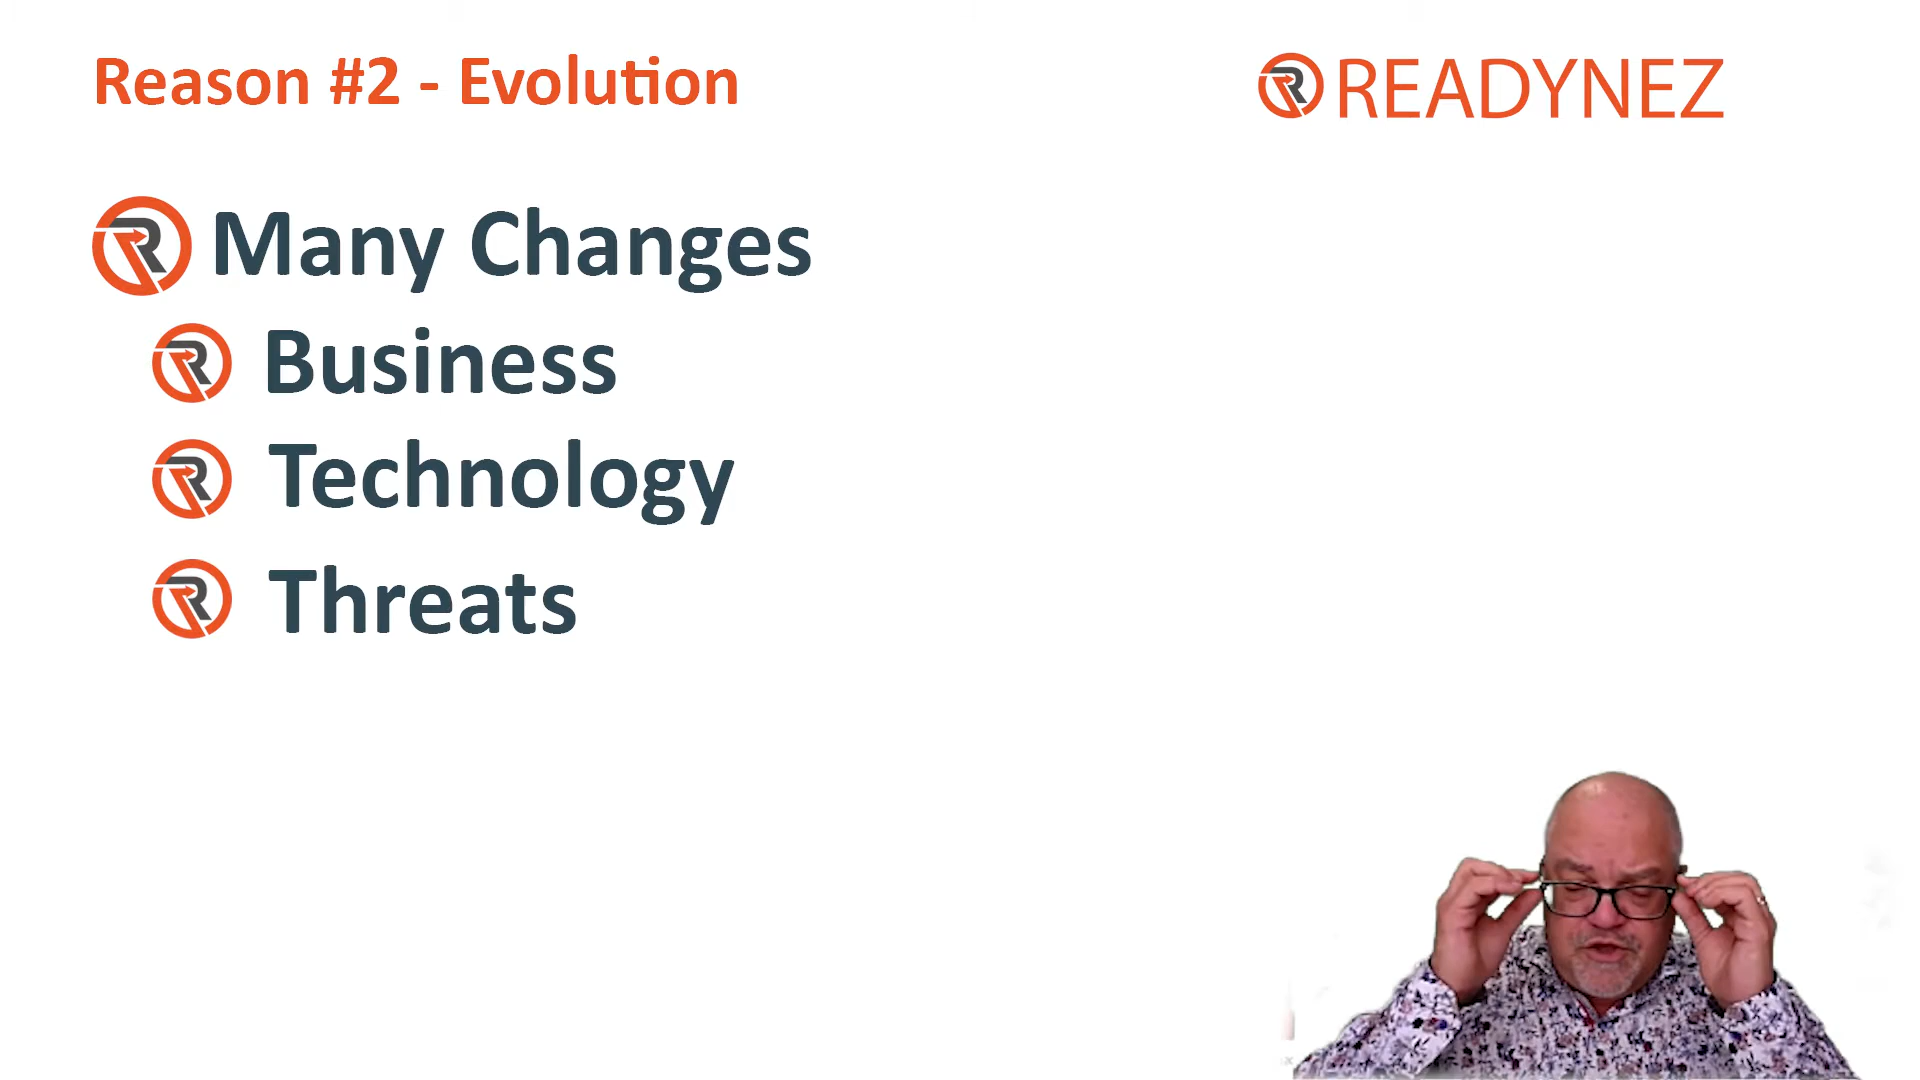 Reason #2 - Evolution
READYNEZ
Many Changes
Business
Technology
Threats